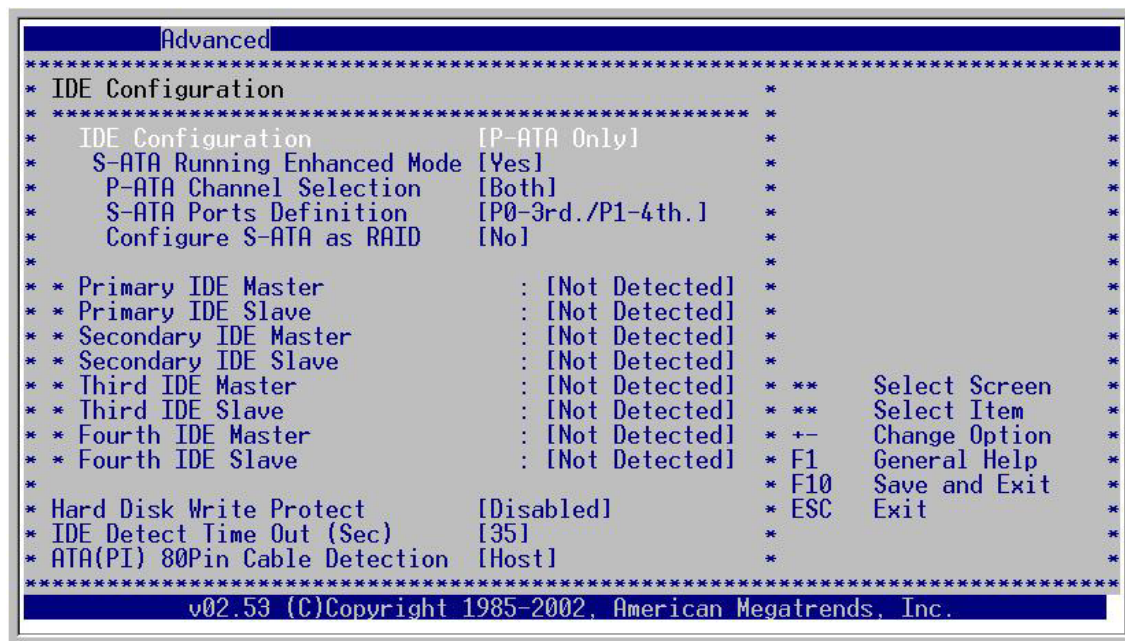 Advanced
IDE Configuration
IDE Configuration [P-ATA Only]
S-ATA Running Enhanced Mode [Yes]
P-ATA Channel Selection [Both]
S-ATA Ports Definition [P0-3rd./P1-4th.]
Configure S-ATA as RAID [No]
* Primary IDE Master : [Not Detected]
* Primary IDE Slave : [Not Detected]
* Secondary IDE Master : [Not Detected]
* Secondary IDE Slave : [Not Detected]
* Third IDE Master : [Not Detected]
* Third IDE Slave : [Not Detected]
* Fourth IDE Master : [Not Detected]
* Fourth IDE Slave : [Not Detected]
Hard Disk Write Protect [Disabled]
IDE Detect Time Out (Sec) [35]
ATA(PI) 80Pin Cable Detection [Host]
** Select Screen
** Select Item
+- Change Option
F1 General Help
F10 Save and Exit
ESC Exit
v02.53 (C)Copyright 1985-2002, American Megatrends, Inc.